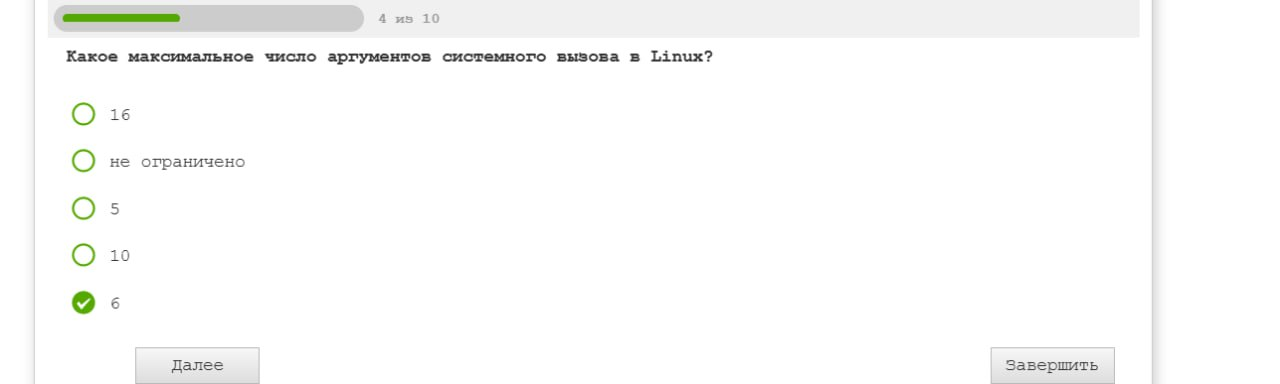 4 из 10
Какое максимальное число аргументов системного вызова в Linux?
16
не ограничено
5
10
6
Далее
Завершить